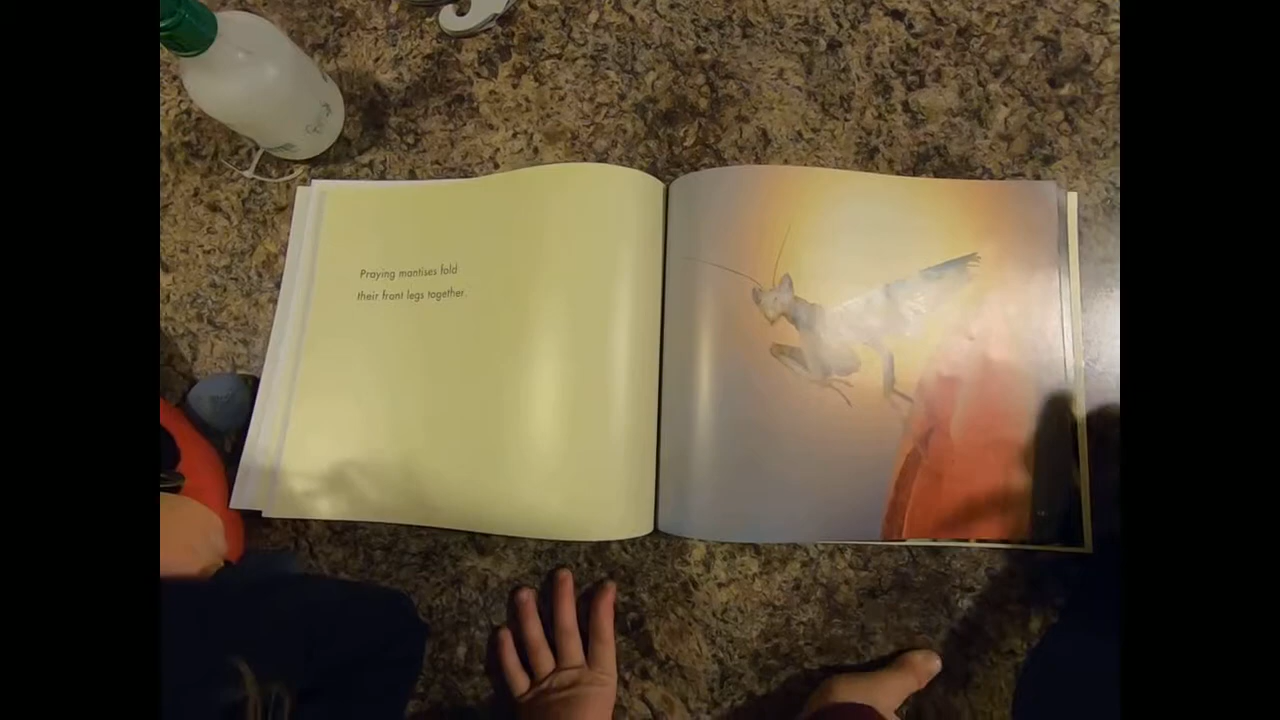 Praying mantises fold
their front legs together.